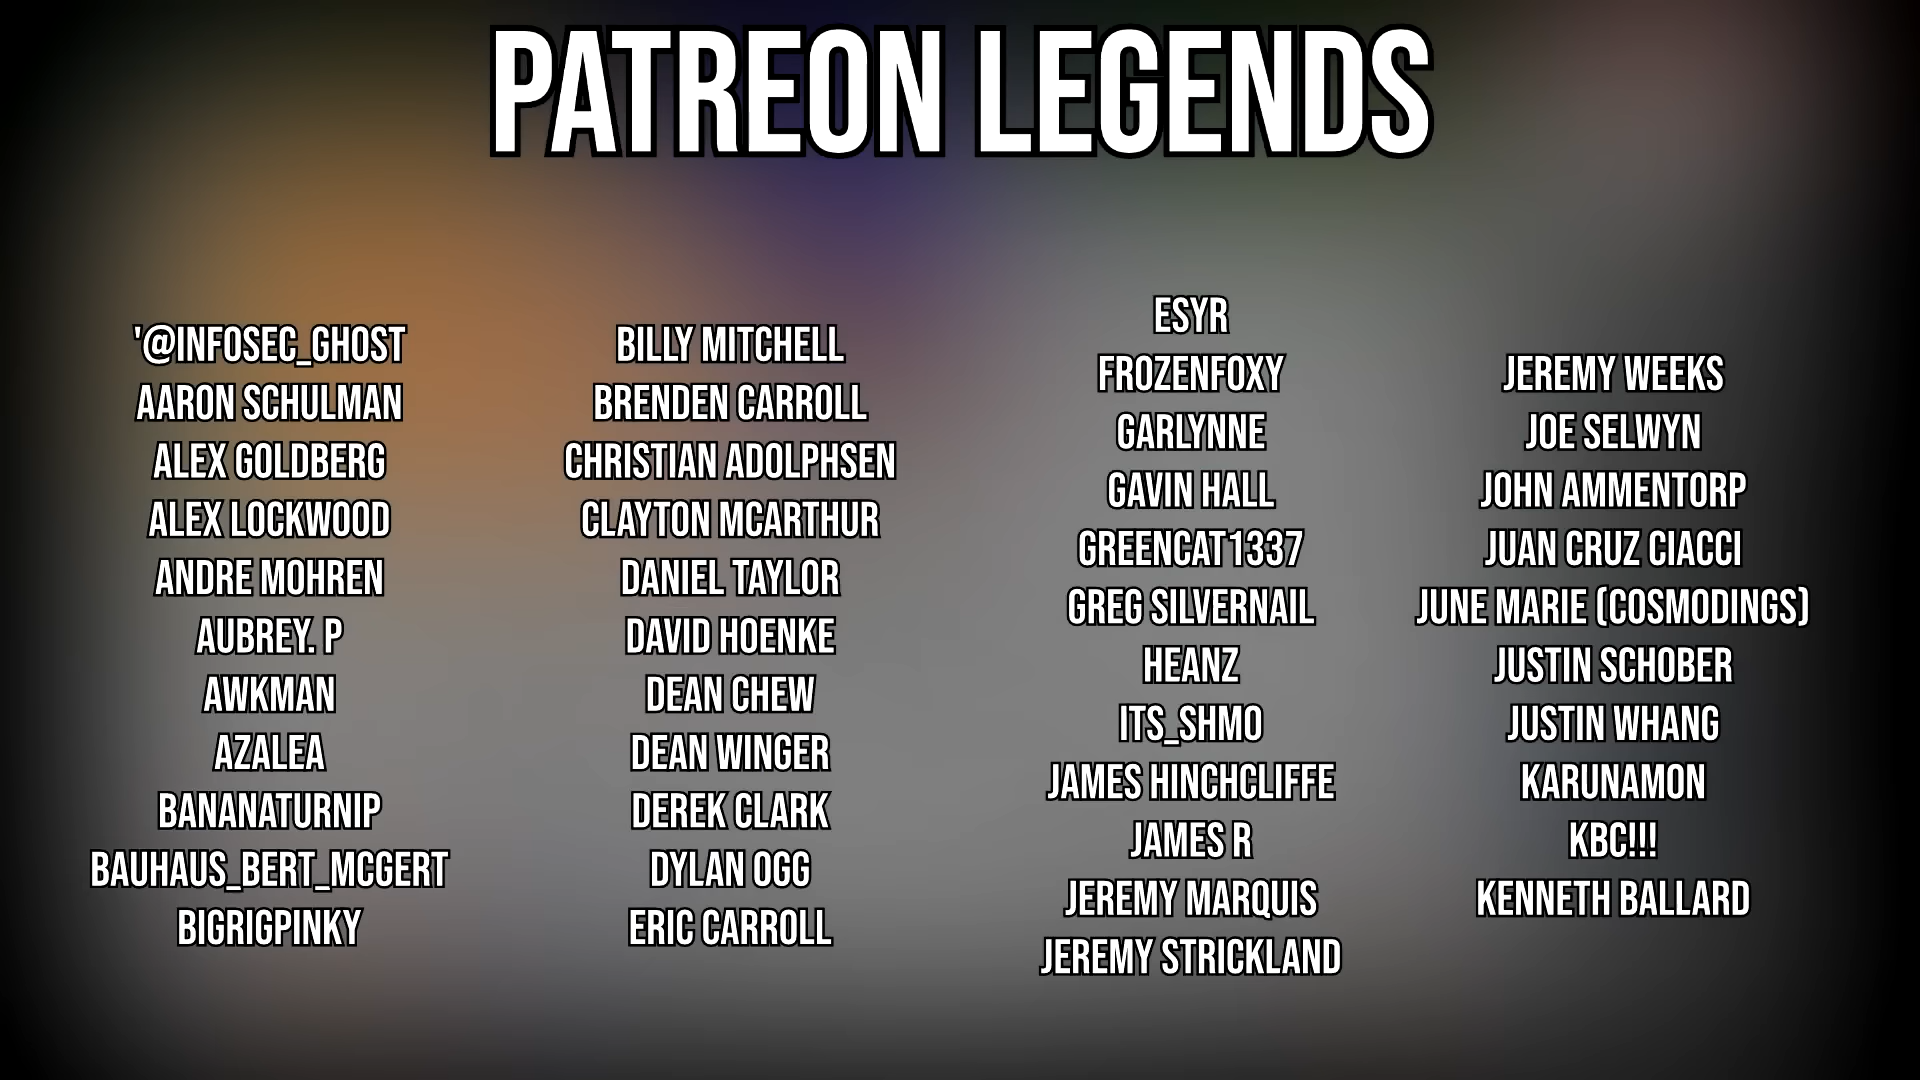 PATREON LEGENDS
'@INFOSEC_GHOST
AARON SCHULMAN
ALEX GOLDBERG
ALEX LOCKWOOD
ANDRE MOHREN
AUBREY. P
AWKMAN
AZALEA
BANANATURNIP
BAUHAUS_BERT_MCGERT
BIGRIGPINKY
BILLY MITCHELL
BRENDEN CARROLL
CHRISTIAN ADOLPHSEN
CLAYTON MCARTHUR
DANIEL TAYLOR
DAVID HOENKE
DEAN CHEW
DEAN WINGER
DEREK CLARK
DYLAN OGG
ERIC CARROLL
ESYR
FROZENFOXY
GARLYNNE
GAVIN HALL
GREENCAT1337
GREG SILVERNAIL
HEANZ
ITS_SHMO
JAMES HINCHCLIFFE
JAMES R
JEREMY MARQUIS
JEREMY STRICKLAND
JEREMY WEEKS
JOE SELWYN
JOHN AMMENTORP
JUAN CRUZ CIACCI
JUNE MARIE (COSMODINGS)
JUSTIN SCHOBER
JUSTIN WHANG
KARUNAMON
KBC!!!
KENNETH BALLARD